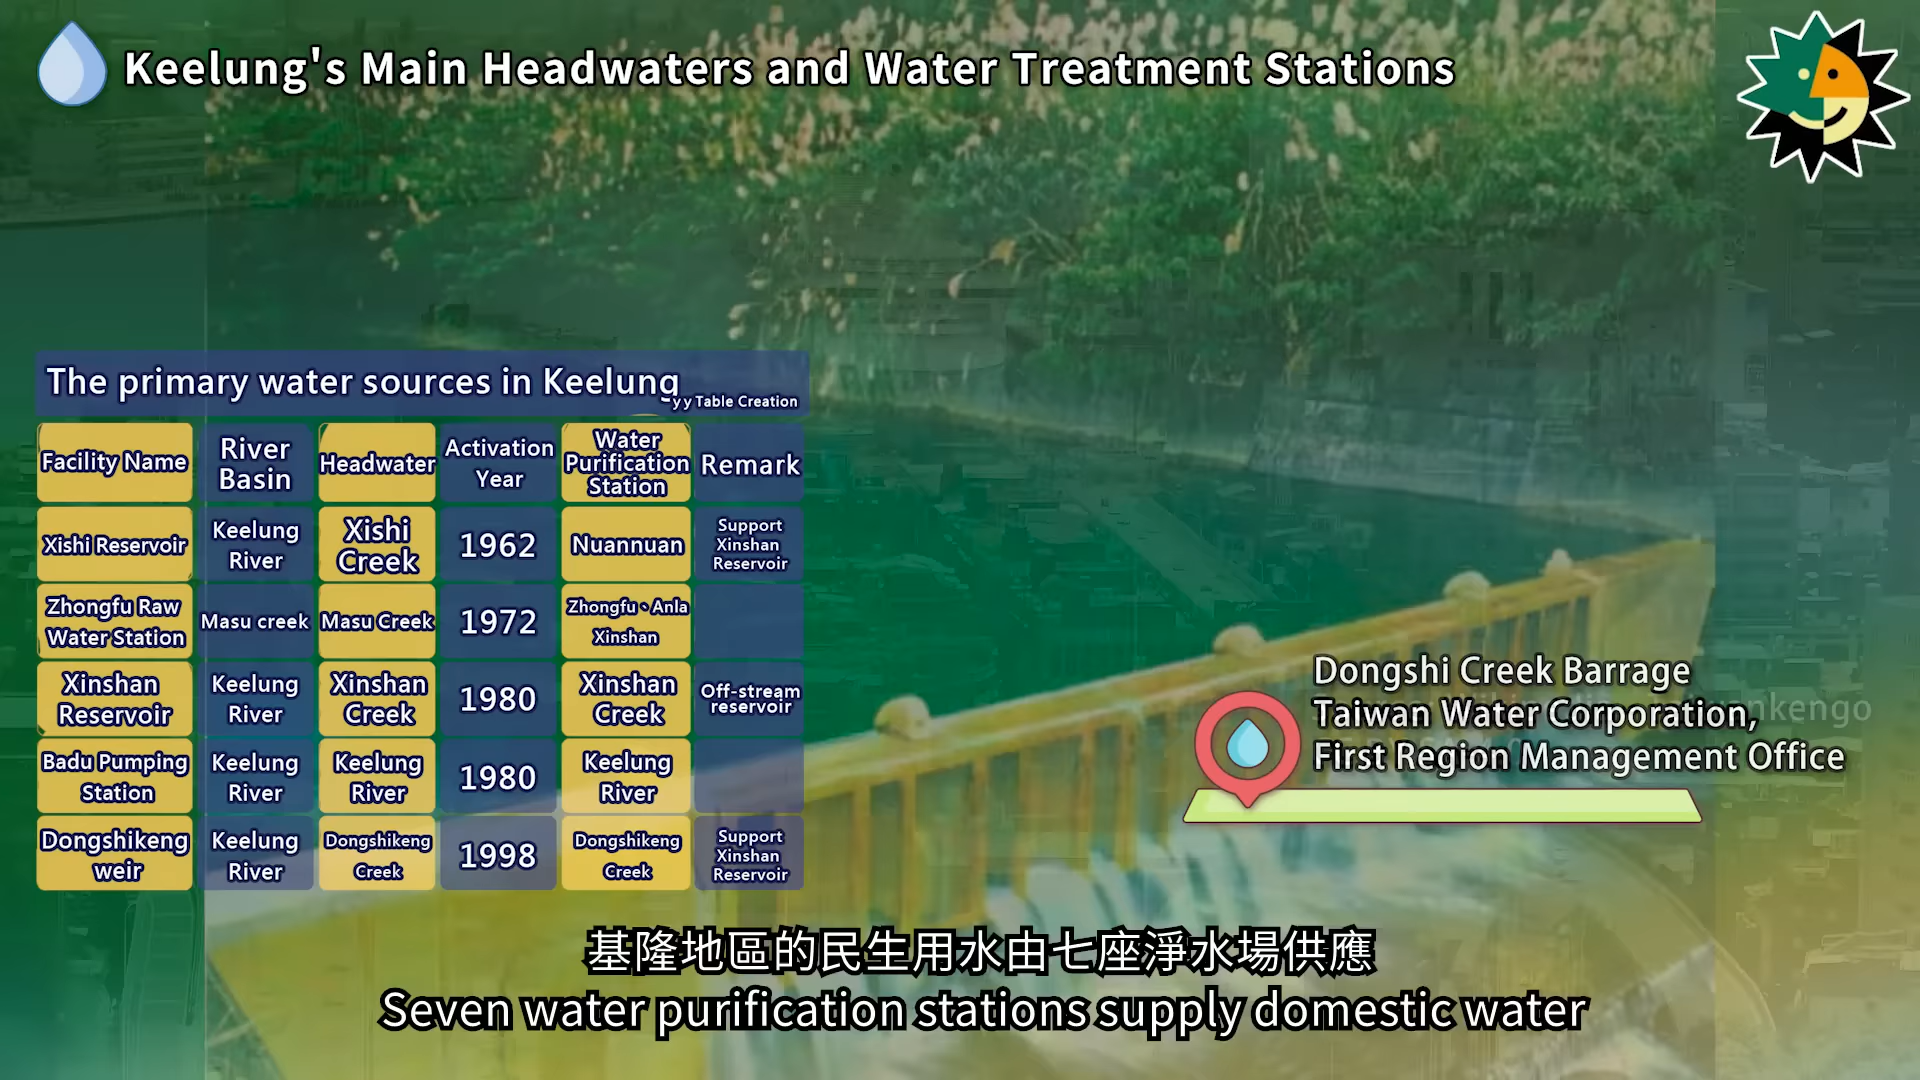 Keelung's Main Headwaters and Water Treatment Stations
The primary water sources in Keelung
yy Table Creation
Facility Name
River
Basin
Headwater
Activation
Year
Water
Purification
Station
Remark
Xishi Reservoir
Keelung
River
Xishi
Creek
1962
Nuannuan
Support
Xinshan
Reservoir
Zhongfu Raw
Water Station
Masu creek
Masu Creek
1972
Zhongfu、Anla
Xinshan
Xinshan
Reservoir
Keelung
River
Xinshan
Creek
1980
Xinshan
Creek
Off-stream
reservoir
Badu Pumping
Station
Keelung
River
Keelung
River
1980
Keelung
River
Dongshikeng
weir
Keelung
River
Dongshikeng
Creek
1998
Dongshikeng
Creek
Support
Xinshan
Reservoir
Dongshi Creek Barrage
Taiwan Water Corporation,
First Region Management Office
基隆地區的民生用水由七座淨水場供應
Seven water purification stations supply domestic water